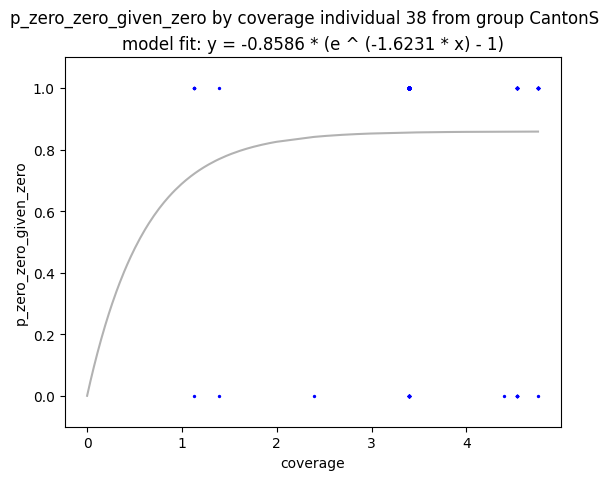 p_zero_zero_given_zero by coverage individual 38 from group CantonS
model fit: y = -0.8586 * (e ^ (-1.6231 * x) - 1)
1.0
0.8
0.6
0.4
0.2
0.0
p_zero_zero_given_zero
0 1 2 3 4
coverage